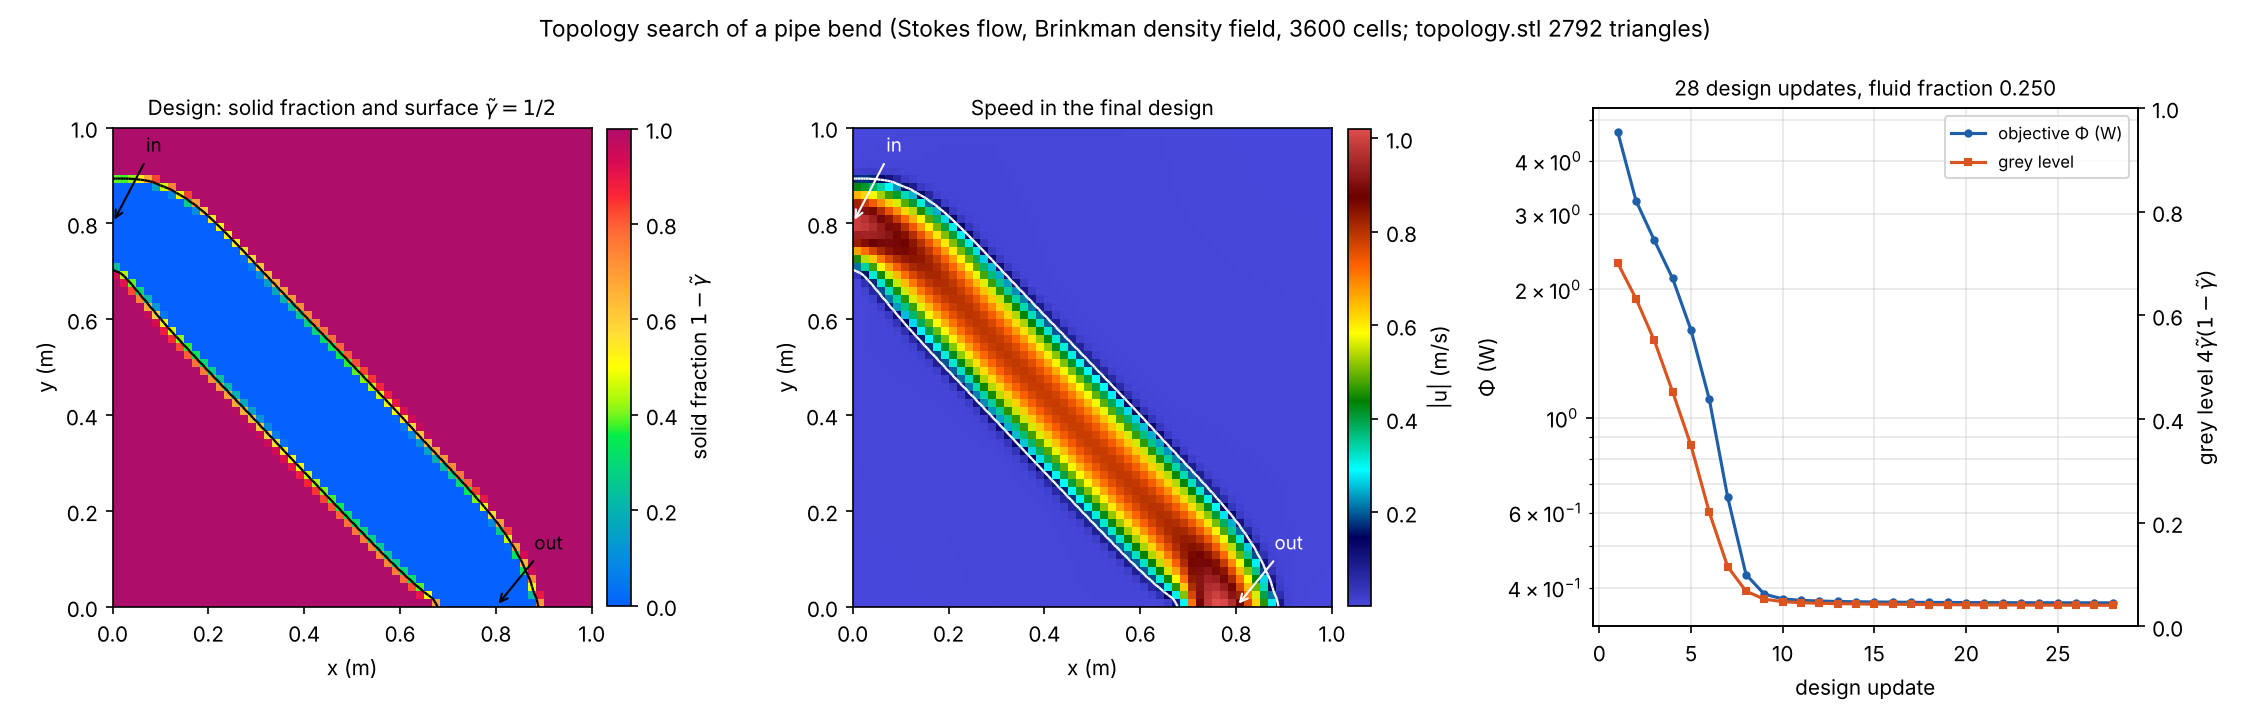 Topology search of a pipe bend (Stokes flow, Brinkman density field, 3600 cells; topology.stl 2792 triangles)
Design: solid fraction and surface γ̃ = 1/2
in
out
1.0
0.8
0.6
0.4
0.2
0.0
y (m)
0.0 0.2 0.4 0.6 0.8 1.0
x (m)
1.0
0.8
0.6
0.4
0.2
0.0
solid fraction 1 − γ̃
Speed in the final design
in
out
1.0
0.8
0.6
0.4
0.2
0.0
y (m)
0.0 0.2 0.4 0.6 0.8 1.0
x (m)
1.0
0.8
0.6
0.4
0.2
|u| (m/s)
28 design updates, fluid fraction 0.250
objective Φ (W)
grey level
4 × 10⁰
3 × 10⁰
2 × 10⁰
10⁰
6 × 10⁻¹
4 × 10⁻¹
Φ (W)
0 5 10 15 20 25
design update
1.0
0.8
0.6
0.4
0.2
0.0
grey level 4γ̃(1 − γ̃)